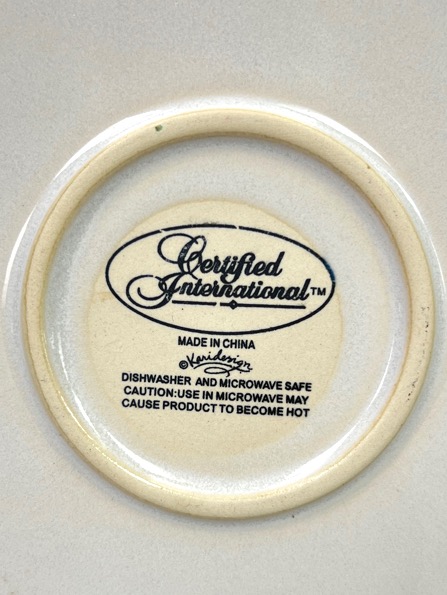 Certified
International™
MADE IN CHINA
©Karidesign
DISHWASHER AND MICROWAVE SAFE
CAUTION:USE IN MICROWAVE MAY
CAUSE PRODUCT TO BECOME HOT